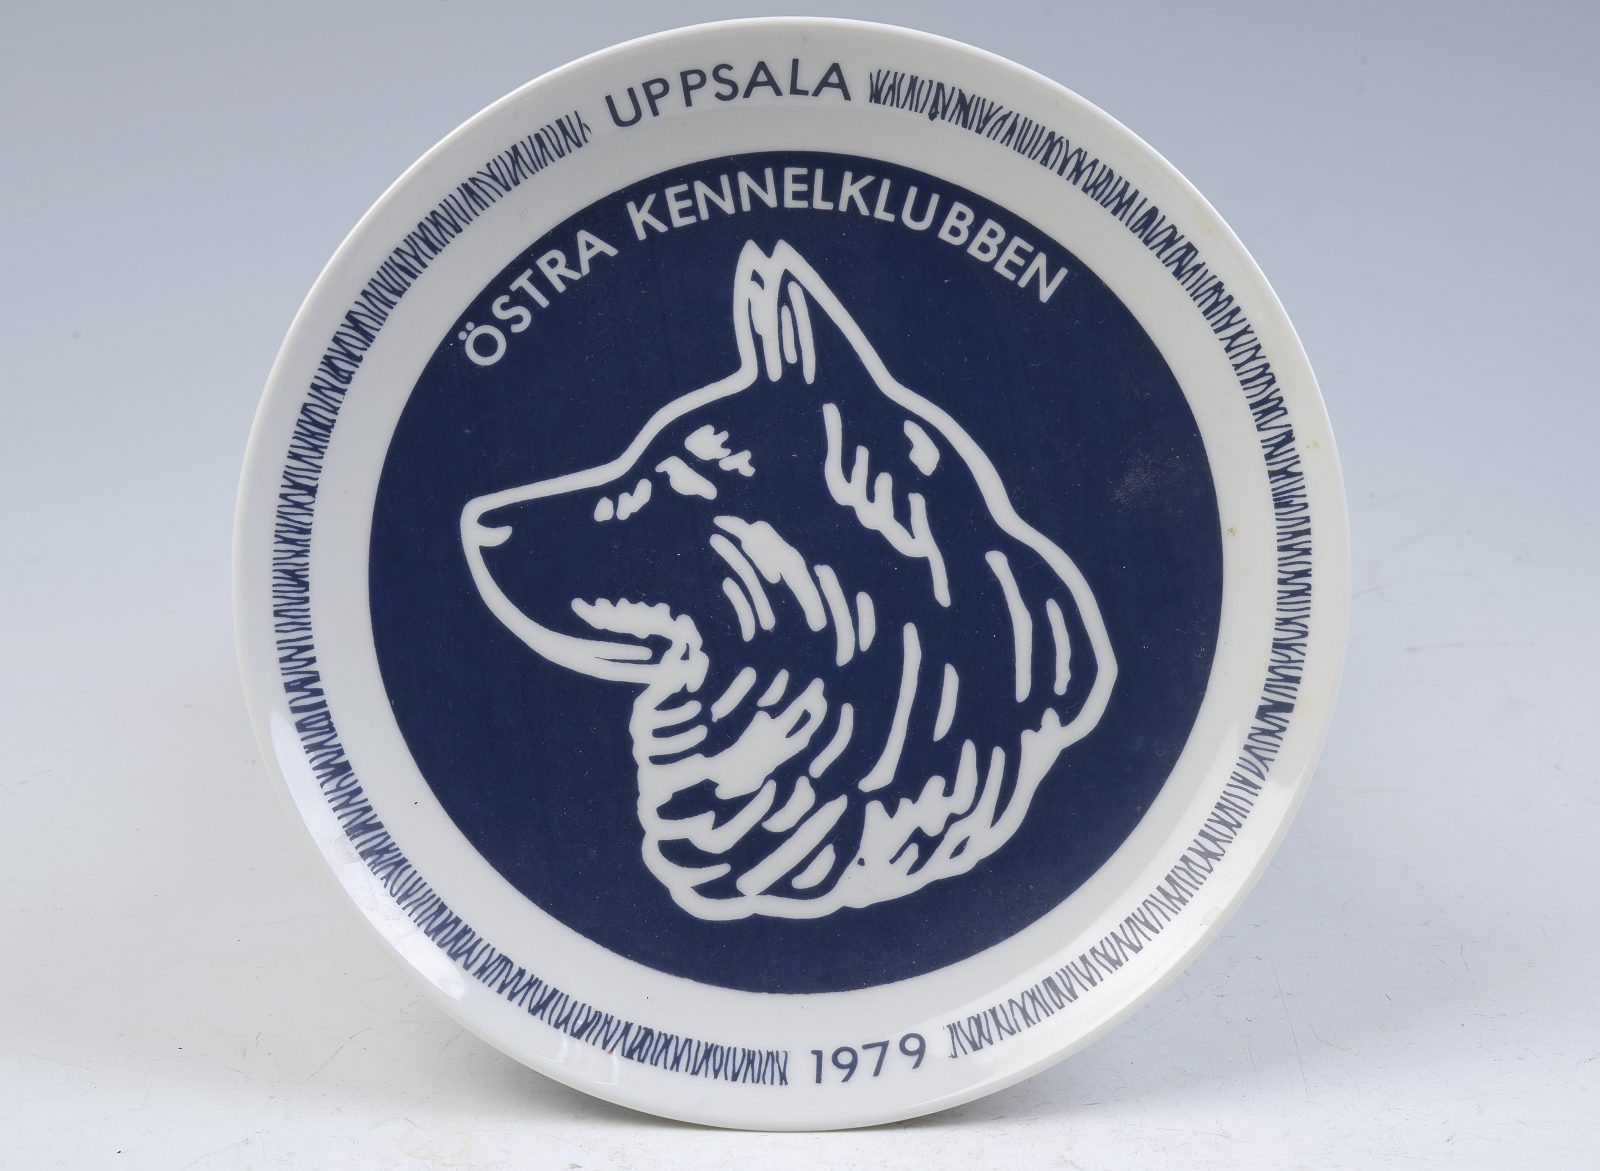 UPPSALA
ÖSTRA KENNELKLUBBEN
1979